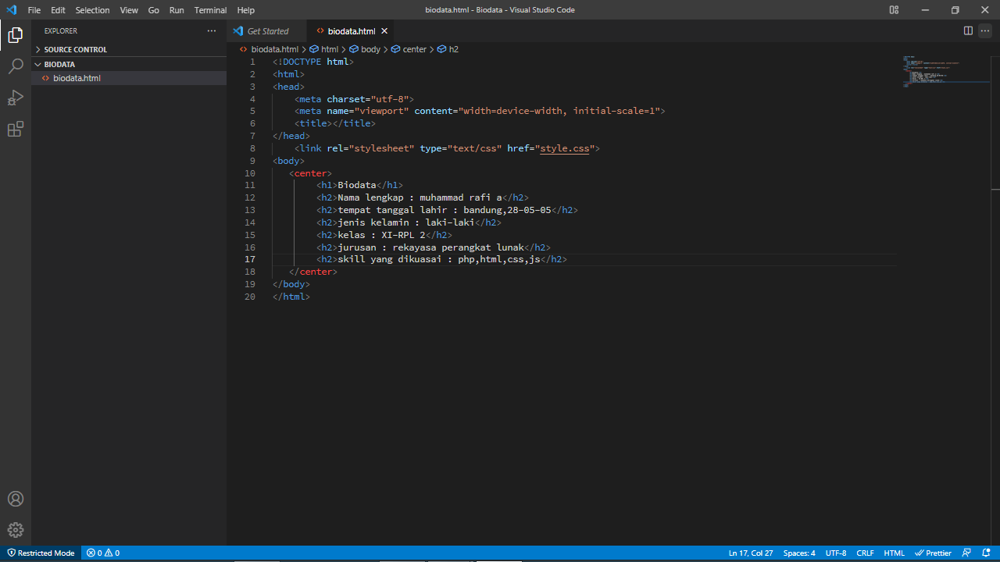 File Edit Selection View Go Run Terminal Help biodata.html - Biodata - Visual Studio Code
EXPLORER ··· Get Started biodata.html
SOURCE CONTROL
BIODATA
biodata.html
biodata.html > html > body > center > h2
1 <!DOCTYPE html>
2 <html>
3 <head>
4 <meta charset="utf-8">
5 <meta name="viewport" content="width=device-width, initial-scale=1">
6 <title></title>
7 </head>
8 <link rel="stylesheet" type="text/css" href="style.css">
9 <body>
10 <center>
11 <h1>Biodata</h1>
12 <h2>Nama lengkap : muhammad rafi a</h2>
13 <h2>tempat tanggal lahir : bandung,28-05-05</h2>
14 <h2>jenis kelamin : laki-laki</h2>
15 <h2>kelas : XI-RPL 2</h2>
16 <h2>jurusan : rekayasa perangkat lunak</h2>
17 <h2>skill yang dikuasai : php,html,css,js</h2>
18 </center>
19 </body>
20 </html>
Restricted Mode 0 0 Ln 17, Col 27 Spaces: 4 UTF-8 CRLF HTML Prettier